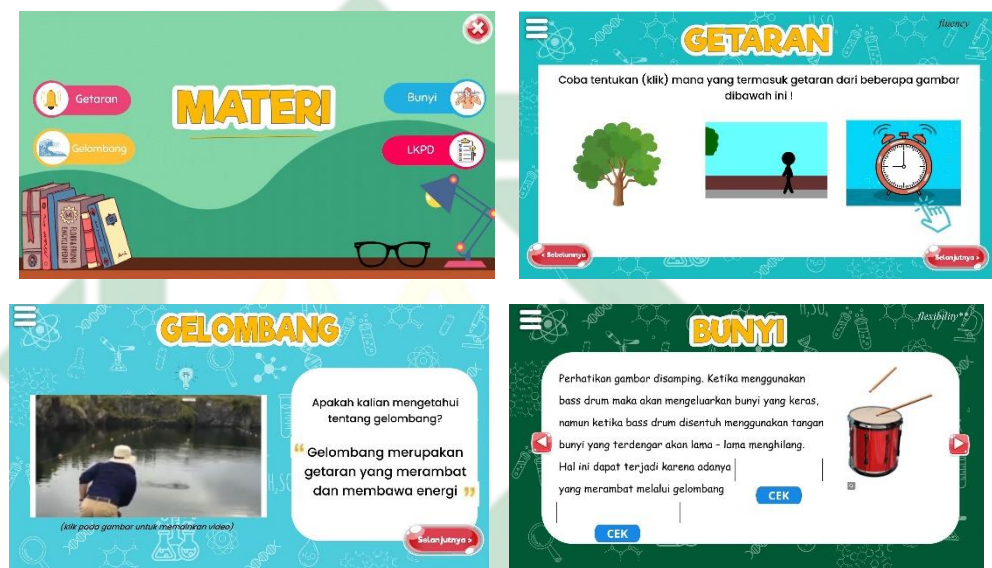 MATERI
Getaran
Gelombang
Bunyi
LKPD
FLORA FAUNA
ENCYCLOPEDIA
GETARAN
fluency
Coba tentukan (klik) mana yang termasuk getaran dari beberapa gambar
dibawah ini !
< Sebelumnya
Selanjutnya >
GELOMBANG
Apakah kalian mengetahui
tentang gelombang?
“Gelombang merupakan
getaran yang merambat
dan membawa energi ”
(klik pada gambar untuk memainkan video)
Selanjutnya >
BUNYI
flexibility**
Perhatikan gambar disamping. Ketika menggunakan
bass drum maka akan mengeluarkan bunyi yang keras,
namun ketika bass drum disentuh menggunakan tangan
bunyi yang terdengar akan lama - lama menghilang.
Hal ini dapat terjadi karena adanya
yang merambat melalui gelombang
CEK
CEK